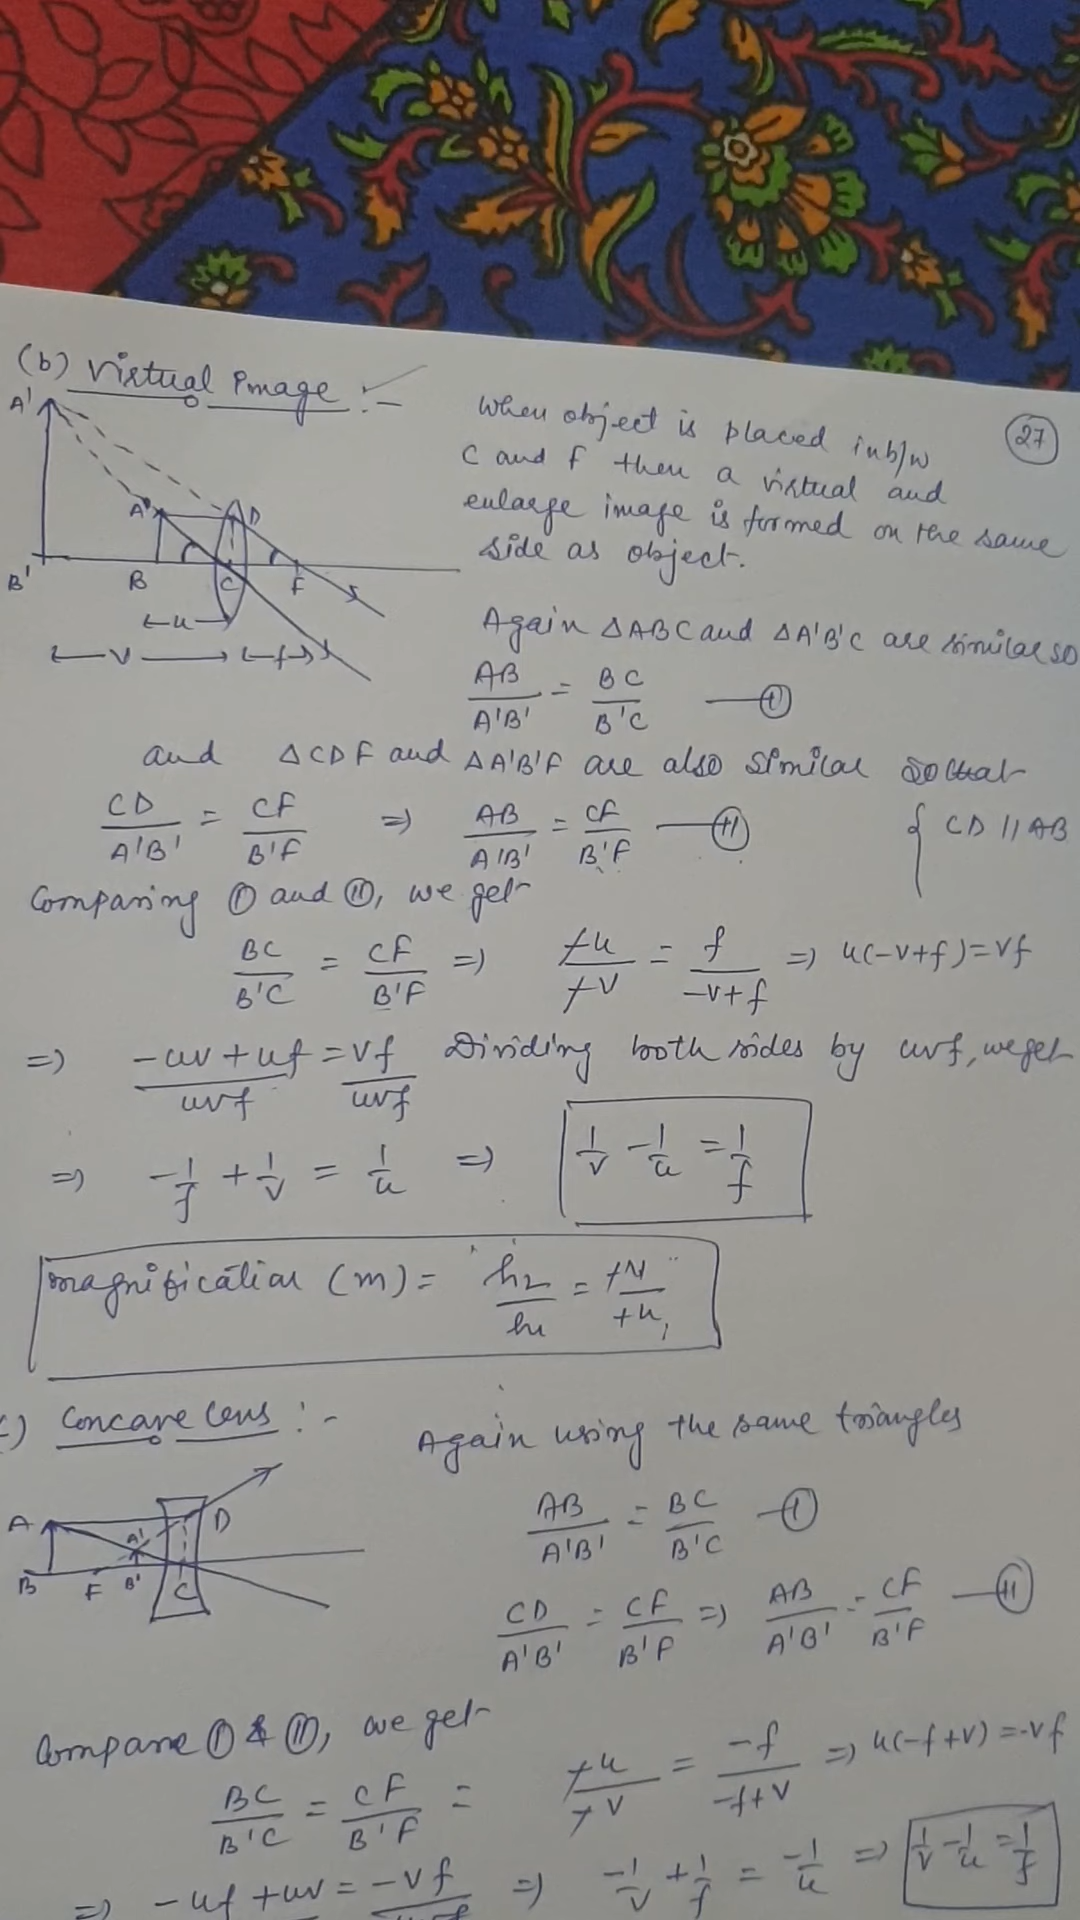 (b) Virtual Image :-
When object is placed in b/w
27
C and F then a virtual and
enlarge image is formed on the same
side as object.
A'
A
D
B'
B
C
F
u
v
f
Again △ABC and △A'B'C are similar so
AB/A'B' = BC/B'C — (I)
and △CDF and △A'B'F are also similar so that
CD/A'B' = CF/B'F => AB/A'B' = CF/B'F — (II) { CD || AB
Comparing (I) and (II), we get
BC/B'C = CF/B'F => +u/+v = f/-v+f => u(-v+f) = vf
=> -uv+uf/uvf = vf/uvf Dividing both sides by uvf, we get
=> -1/f + 1/v = 1/u => 1/v - 1/u = 1/f
magnification (m) = h2/h1 = +v/+u
c) Concave lens :-
Again using the same triangles
A
A'
D
B
F
B'
C
AB/A'B' = BC/B'C — (I)
CD/A'B' = CF/B'F => AB/A'B' = CF/B'F — (II)
Compare (I) & (II), we get
BC/B'C = CF/B'F = +u/+v = -f/-f+v => u(-f+v) = -vf
=> -uf+uv = -vf => -1/v + 1/f = -1/u => 1/v - 1/u = 1/f